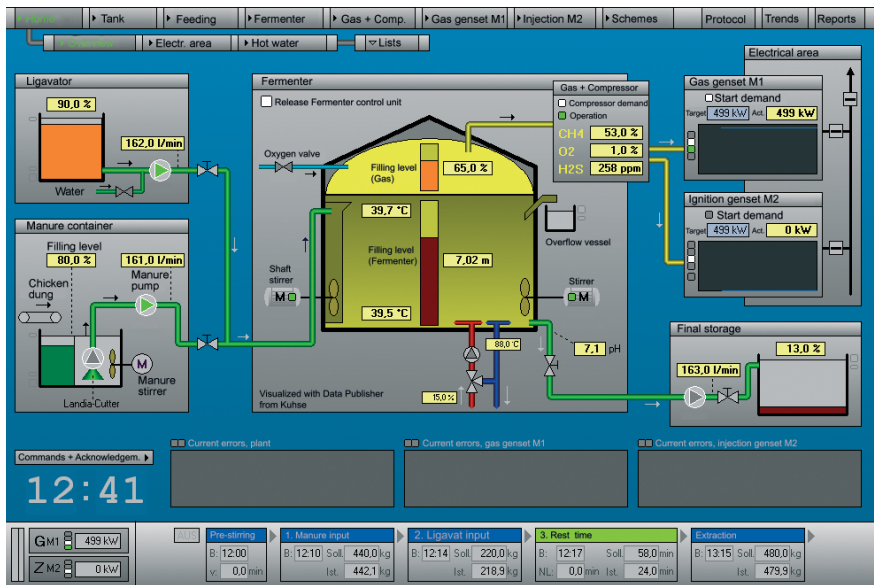 Tank
Feeding
Fermenter
Gas + Comp.
Gas genset M1
Injection M2
Schemes
Protocol
Trends
Reports
Electr. area
Hot water
Lists
Electrical area
Ligavator
90,0 %
162,0 l/min
Water
Fermenter
Release Fermenter control unit
Oxygen valve
Filling level
(Gas)
65,0 %
39,7 °C
Filling level
(Fermenter)
7,02 m
39,5 °C
Shaft
stirrer
M
Stirrer
M
Overflow vessel
88,0°C
15,0%
7,1 pH
Visualized with Data Publisher
from Kuhse
Gas + Compressor
Compressor demand
Operation
CH4 53,0 %
O2 1,0 %
H2S 258 ppm
Gas genset M1
Start demand
Target 499 kW Act. 499 kW
Ignition genset M2
Start demand
Target 499 kW Act. 0 kW
Manure container
Filling level
80,0 %
161,0 l/min
Manure
pump
Chicken
dung
M
Manure
stirrer
Landia-Cutter
Final storage
13,0 %
163,0 l/min
Current errors, plant
Current errors, gas genset M1
Current errors, injection genset M2
Commands + Acknowledgem.
12:41
GM1 499 kW
ZM2 0 kW
AUS
Pre-stirring
B: 12:00
v: 0,0 min
1. Manure input
B: 12:10 Soll. 440,0 kg
Ist. 442,1 kg
2. Ligavat input
B: 12:14 Soll. 220,0 kg
Ist. 218,9 kg
3. Rest time
B: 12:17 Soll. 58,0 min
NL: 0,0 min Ist. 24,0 min
Extraction
B: 13:15 Soll. 480,0 kg
Ist. 479,9 kg